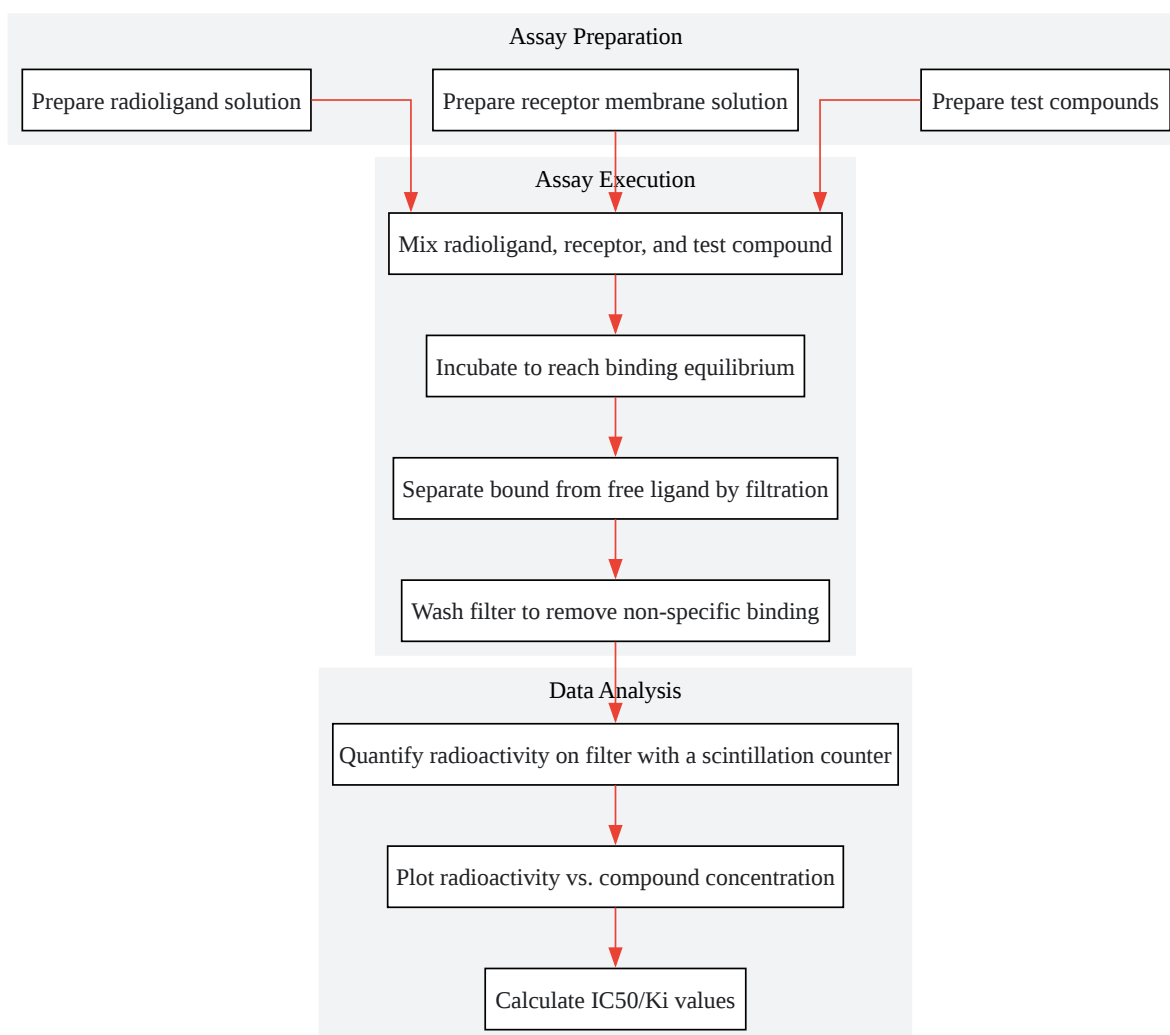 Assay Preparation
Prepare radioligand solution
Prepare receptor membrane solution
Prepare test compounds
Assay Execution
Mix radioligand, receptor, and test compound
Incubate to reach binding equilibrium
Separate bound from free ligand by filtration
Wash filter to remove non-specific binding
Data Analysis
Quantify radioactivity on filter with a scintillation counter
Plot radioactivity vs. compound concentration
Calculate IC50/Ki values